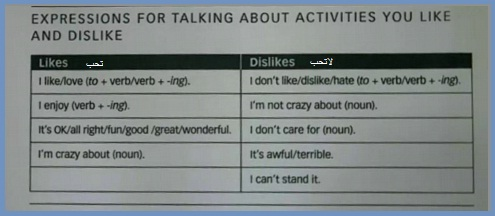 EXPRESSIONS FOR TALKING ABOUT ACTIVITIES YOU LIKE
AND DISLIKE
Likes تحب
Dislikes لاتحب
I like/love (to + verb/verb + -ing).
I don't like/dislike/hate (to + verb/verb + -ing).
I enjoy (verb + -ing).
I'm not crazy about (noun).
It's OK/all right/fun/good /great/wonderful.
I don't care for (noun).
I'm crazy about (noun).
It's awful/terrible.
I can't stand it.